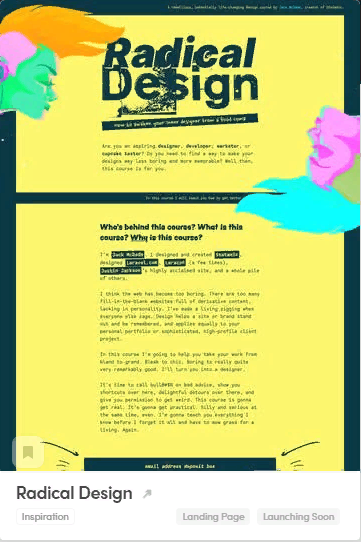 A rebellious, potentially life-changing design course by Jack McDade, creator of Statamic.
Radical
Design
How to awaken your inner designer from a food coma
Are you an aspiring designer, developer, marketer, or
cupcake taster? Do you need to find a way to make your
designs way less boring and more memorable? Well then,
this course is for you.
In this course I will teach you how to get better
Who's behind this course? What is this
course? Why is this course?
I'm Jack McDade. I designed and created Statamic,
designed Laravel.com, Laracon (a few times),
Justin Jackson's highly acclaimed site, and a whole pile
of others.
I think the web has become too boring. There are too many
fill-in-the-blank websites full of derivative content,
lacking in personality. I've made a living zigging when
everyone else zags. Design helps a site or brand stand
out and be remembered, and applies equally to your
personal portfolio or sophisticated, high-profile client
project.
In this course I'm going to help you take your work from
bland to grand. Blask to chic. Boring to really quite
very remarkably good. I'll turn you into a designer.
It's time to call bull#$!& on bad advice, show you
shortcuts over here, delightful detours over there, and
give you permission to get weird. This course is gonna
get real. It's gonna get practical. Silly and serious at
the same time, even. I'm gonna teach you everything I
know before I forget it all and have to mow grass for a
living. Again.
email address deposit box
Radical Design
Inspiration
Landing Page
Launching Soon